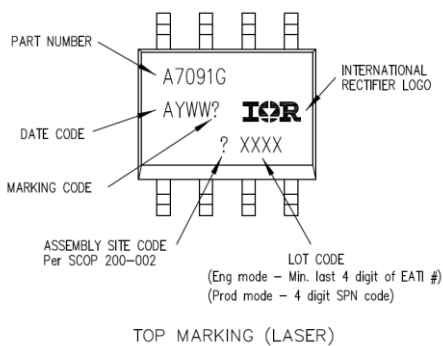 PART NUMBER
A7091G
INTERNATIONAL
RECTIFIER LOGO
AYWW?
IOR
DATE CODE
? XXXX
MARKING CODE
ASSEMBLY SITE CODE
Per SCOP 200-002
LOT CODE
(Eng mode – Min. last 4 digit of EATI #)
(Prod mode – 4 digit SPN code)
TOP MARKING (LASER)